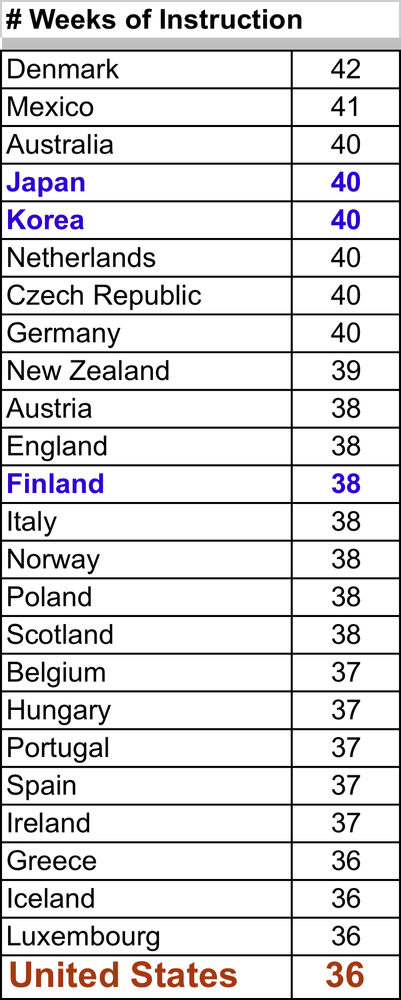 # Weeks of Instruction
Denmark 42
Mexico 41
Australia 40
Japan 40
Korea 40
Netherlands 40
Czech Republic 40
Germany 40
New Zealand 39
Austria 38
England 38
Finland 38
Italy 38
Norway 38
Poland 38
Scotland 38
Belgium 37
Hungary 37
Portugal 37
Spain 37
Ireland 37
Greece 36
Iceland 36
Luxembourg 36
United States 36